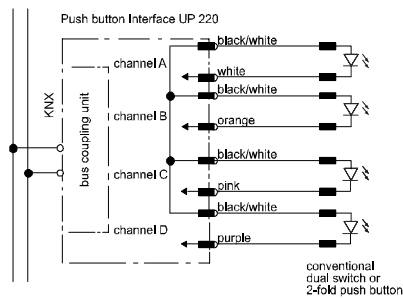 Push button Interface UP 220
black/white
channel A
white
black/white
KNX
bus coupling unit
channel B
orange
black/white
channel C
pink
black/white
channel D
purple
conventional
dual switch or
2-fold push button